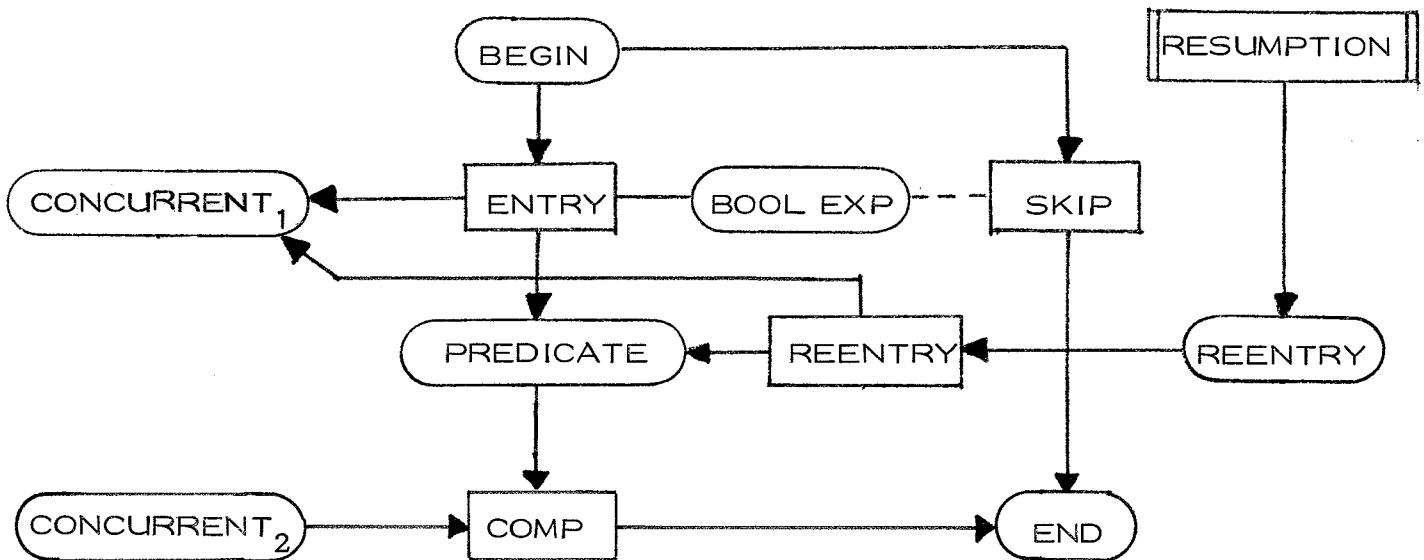 BEGIN
RESUMPTION
CONCURRENT₁
ENTRY
BOOL EXP
SKIP
PREDICATE
REENTRY
REENTRY
CONCURRENT₂
COMP
END